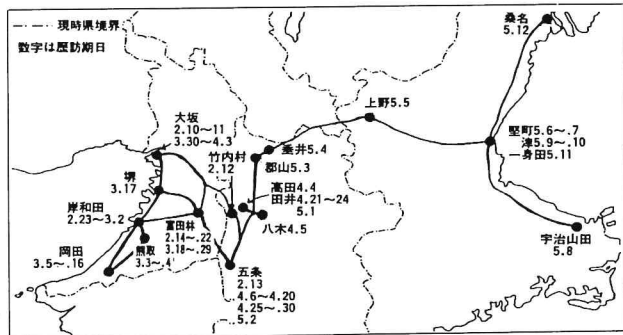 現時県境界
数字は歴訪期日
桑名
5.12
上野5.5
竪町5.6〜.7
津5.9〜.10
一身田5.11
宇治山田
5.8
大坂
2.10〜11
3.30〜4.3
竹内村
2.12
垂井5.4
郡山5.3
高田4.4
田井4.21〜24
5.1
八木4.5
堺
3.17
岸和田
2.23〜3.2
富田林
2.14〜.22
3.18〜.29
岡田
3.5〜.16
熊取
3.3〜.4
五条
2.13
4.6〜4.20
4.25〜.30
5.2